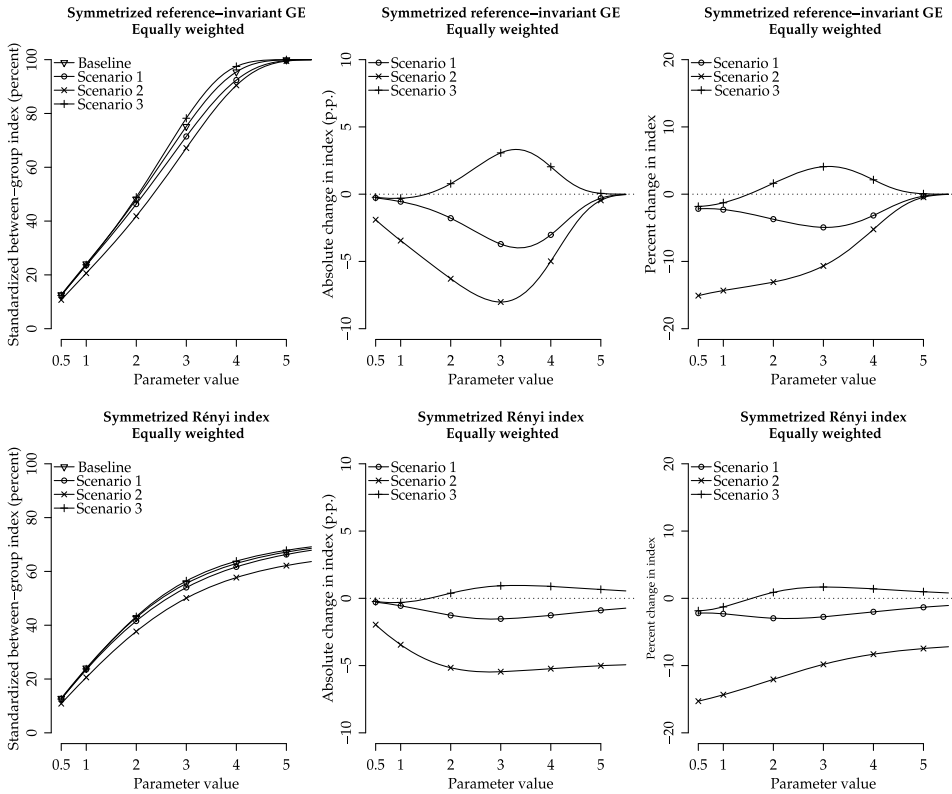 Symmetrized reference−invariant GE
Equally weighted
Standardized between−group index (percent)
0 20 40 60 80 100
Baseline
Scenario 1
Scenario 2
Scenario 3
0.5 1 2 3 4 5
Parameter value
Symmetrized reference−invariant GE
Equally weighted
Absolute change in index (p.p.)
−10 −5 0 5 10
Scenario 1
Scenario 2
Scenario 3
0.5 1 2 3 4 5
Parameter value
Symmetrized reference−invariant GE
Equally weighted
Percent change in index
−20 −10 0 10 20
Scenario 1
Scenario 2
Scenario 3
0.5 1 2 3 4 5
Parameter value
Symmetrized Rényi index
Equally weighted
Standardized between−group index (percent)
0 20 40 60 80 100
Baseline
Scenario 1
Scenario 2
Scenario 3
0.5 1 2 3 4 5
Parameter value
Symmetrized Rényi index
Equally weighted
Absolute change in index (p.p.)
−10 −5 0 5 10
Scenario 1
Scenario 2
Scenario 3
0.5 1 2 3 4 5
Parameter value
Symmetrized Rényi index
Equally weighted
Percent change in index
−20 −10 0 10 20
Scenario 1
Scenario 2
Scenario 3
0.5 1 2 3 4 5
Parameter value